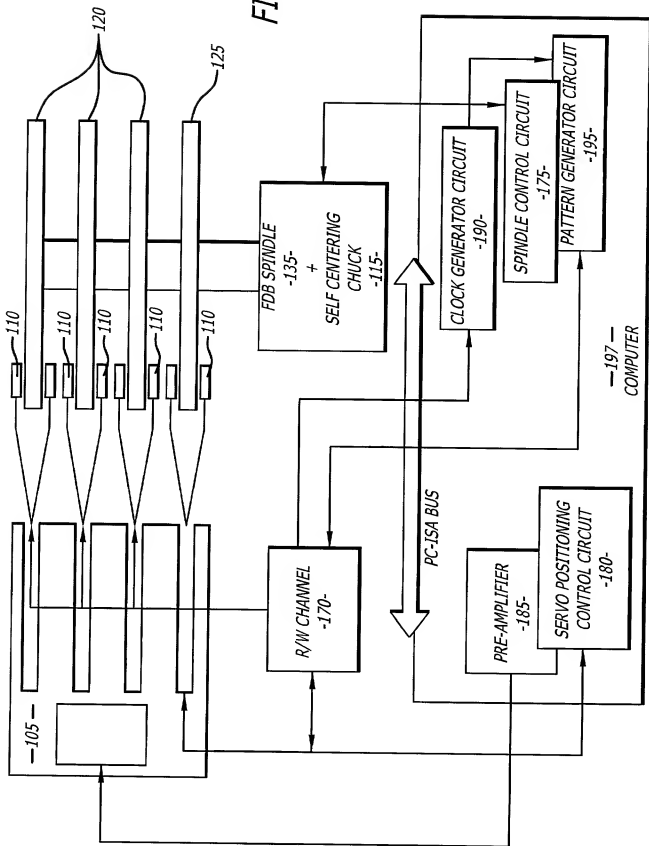 FI
120
125
110
110
110
110
110
—105—
FDB SPINDLE
-135-
+
SELF CENTERING
CHUCK
-115-
R/W CHANNEL
-170-
PC-ISA BUS
CLOCK GENERATOR CIRCUIT
-190-
SPINDLE CONTROL CIRCUIT
-175-
PATTERN GENERATOR CIRCUIT
-195-
PRE-AMPLIFIER
-185-
SERVO POSITIONING
CONTROL CIRCUIT
-180-
—197—
COMPUTER